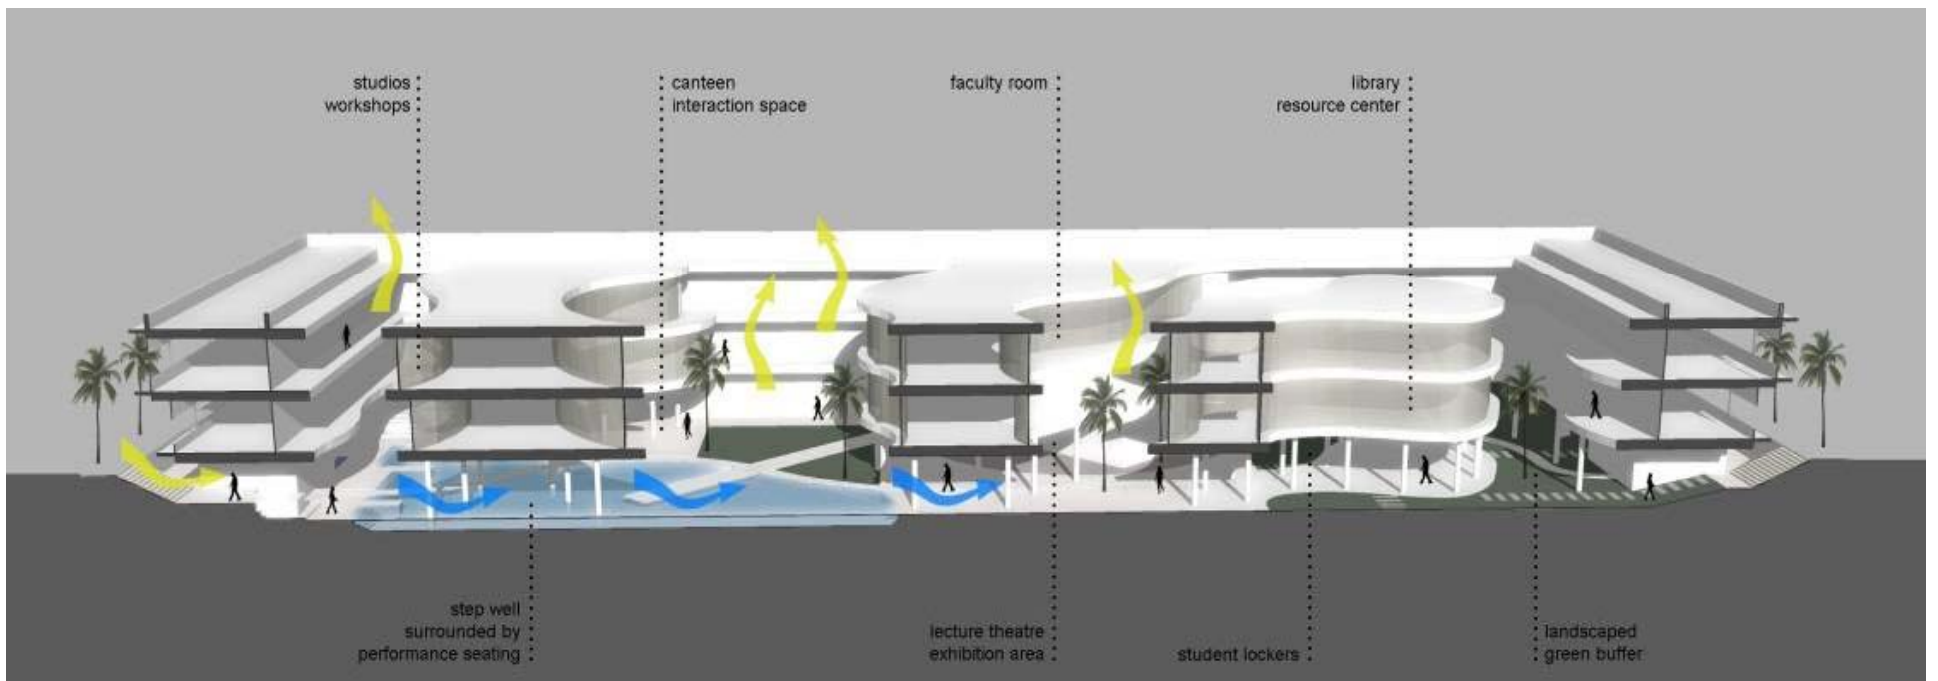 studios
workshops
canteen
interaction space
faculty room
library
resource center
step well
surrounded by
performance seating
lecture theatre
exhibition area
student lockers
landscaped
green buffer